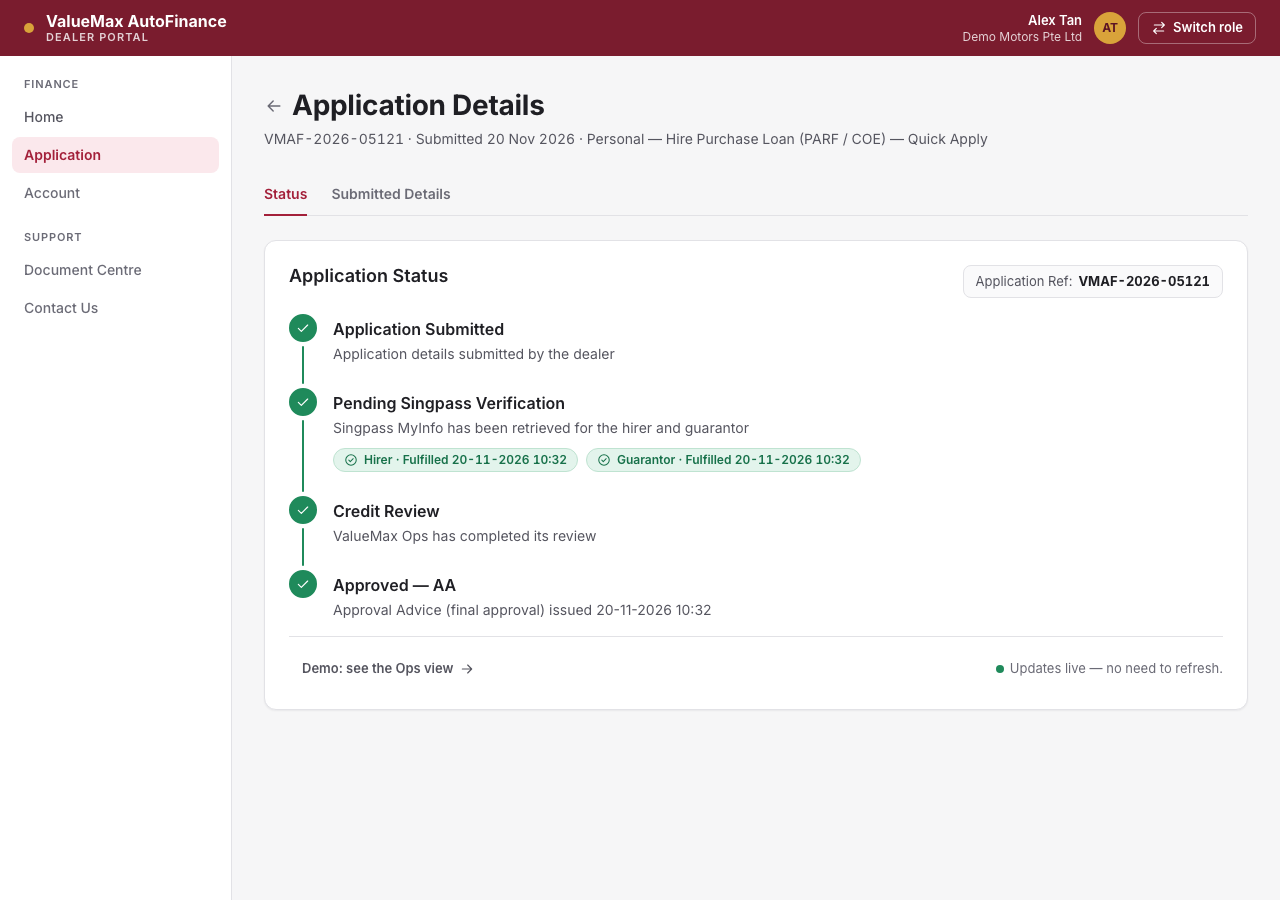 ValueMax AutoFinance
DEALER PORTAL
Alex Tan
Demo Motors Pte Ltd
AT
Switch role
FINANCE
Home
Application
Account
SUPPORT
Document Centre
Contact Us
Application Details
VMAF-2026-05121 · Submitted 20 Nov 2026 · Personal — Hire Purchase Loan (PARF / COE) — Quick Apply
Status
Submitted Details
Application Status
Application Ref: VMAF-2026-05121
Application Submitted
Application details submitted by the dealer
Pending Singpass Verification
Singpass MyInfo has been retrieved for the hirer and guarantor
Hirer · Fulfilled 20-11-2026 10:32
Guarantor · Fulfilled 20-11-2026 10:32
Credit Review
ValueMax Ops has completed its review
Approved — AA
Approval Advice (final approval) issued 20-11-2026 10:32
Demo: see the Ops view
Updates live — no need to refresh.